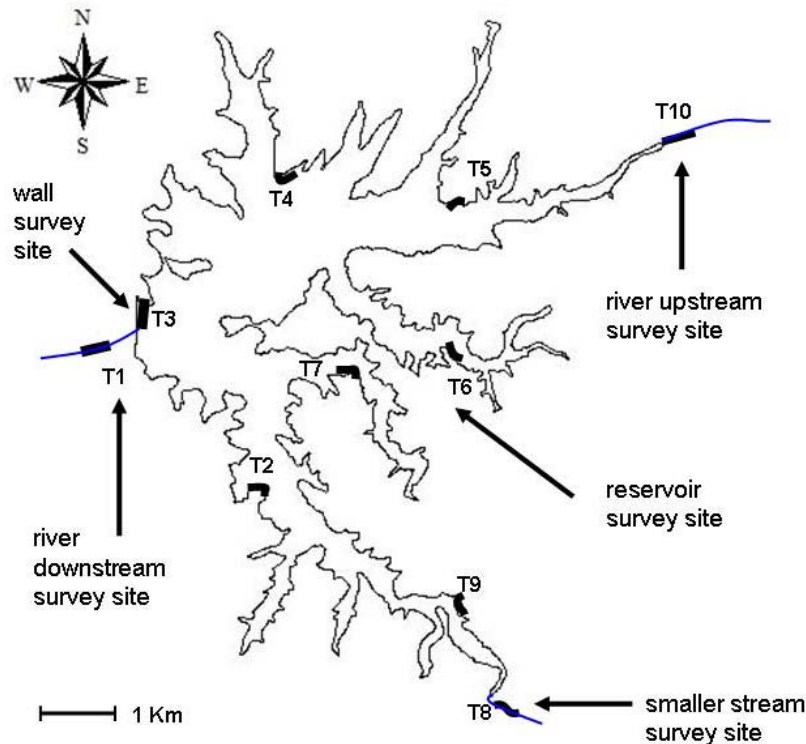 N
W E
S
T10
T5
T4
wall
survey
site
T3
river upstream
survey site
T1
T7
T6
T2
reservoir
survey site
river
downstream
survey site
T9
1 Km
T8
smaller stream
survey site